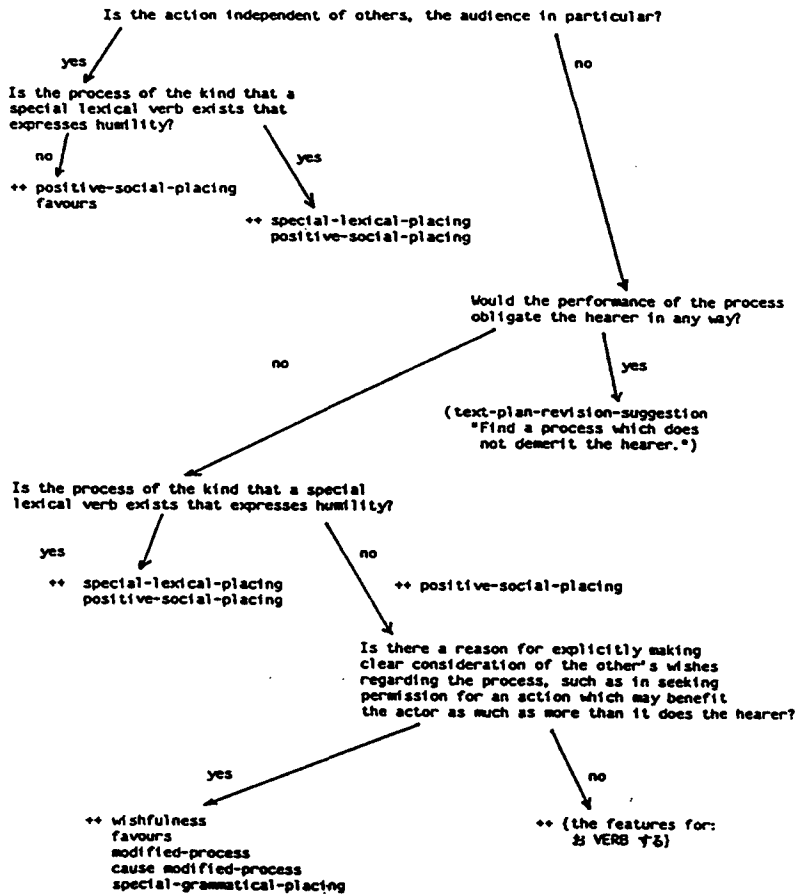 Is the action independent of others, the audience in particular?
yes
no
Is the process of the kind that a
special lexical verb exists that
expresses humility?
no
yes
++ positive-social-placing
favours
++ special-lexical-placing
positive-social-placing
Would the performance of the process
obligate the hearer in any way?
no
yes
(text-plan-revision-suggestion
"Find a process which does
not demerit the hearer.")
Is the process of the kind that a special
lexical verb exists that expresses humility?
yes
no
++ special-lexical-placing
positive-social-placing
++ positive-social-placing
Is there a reason for explicitly making
clear consideration of the other's wishes
regarding the process, such as in seeking
permission for an action which may benefit
the actor as much as more than it does the hearer?
yes
no
++ wishfulness
favours
modified-process
cause modified-process
special-grammatical-placing
++ {the features for:
お VERB する}